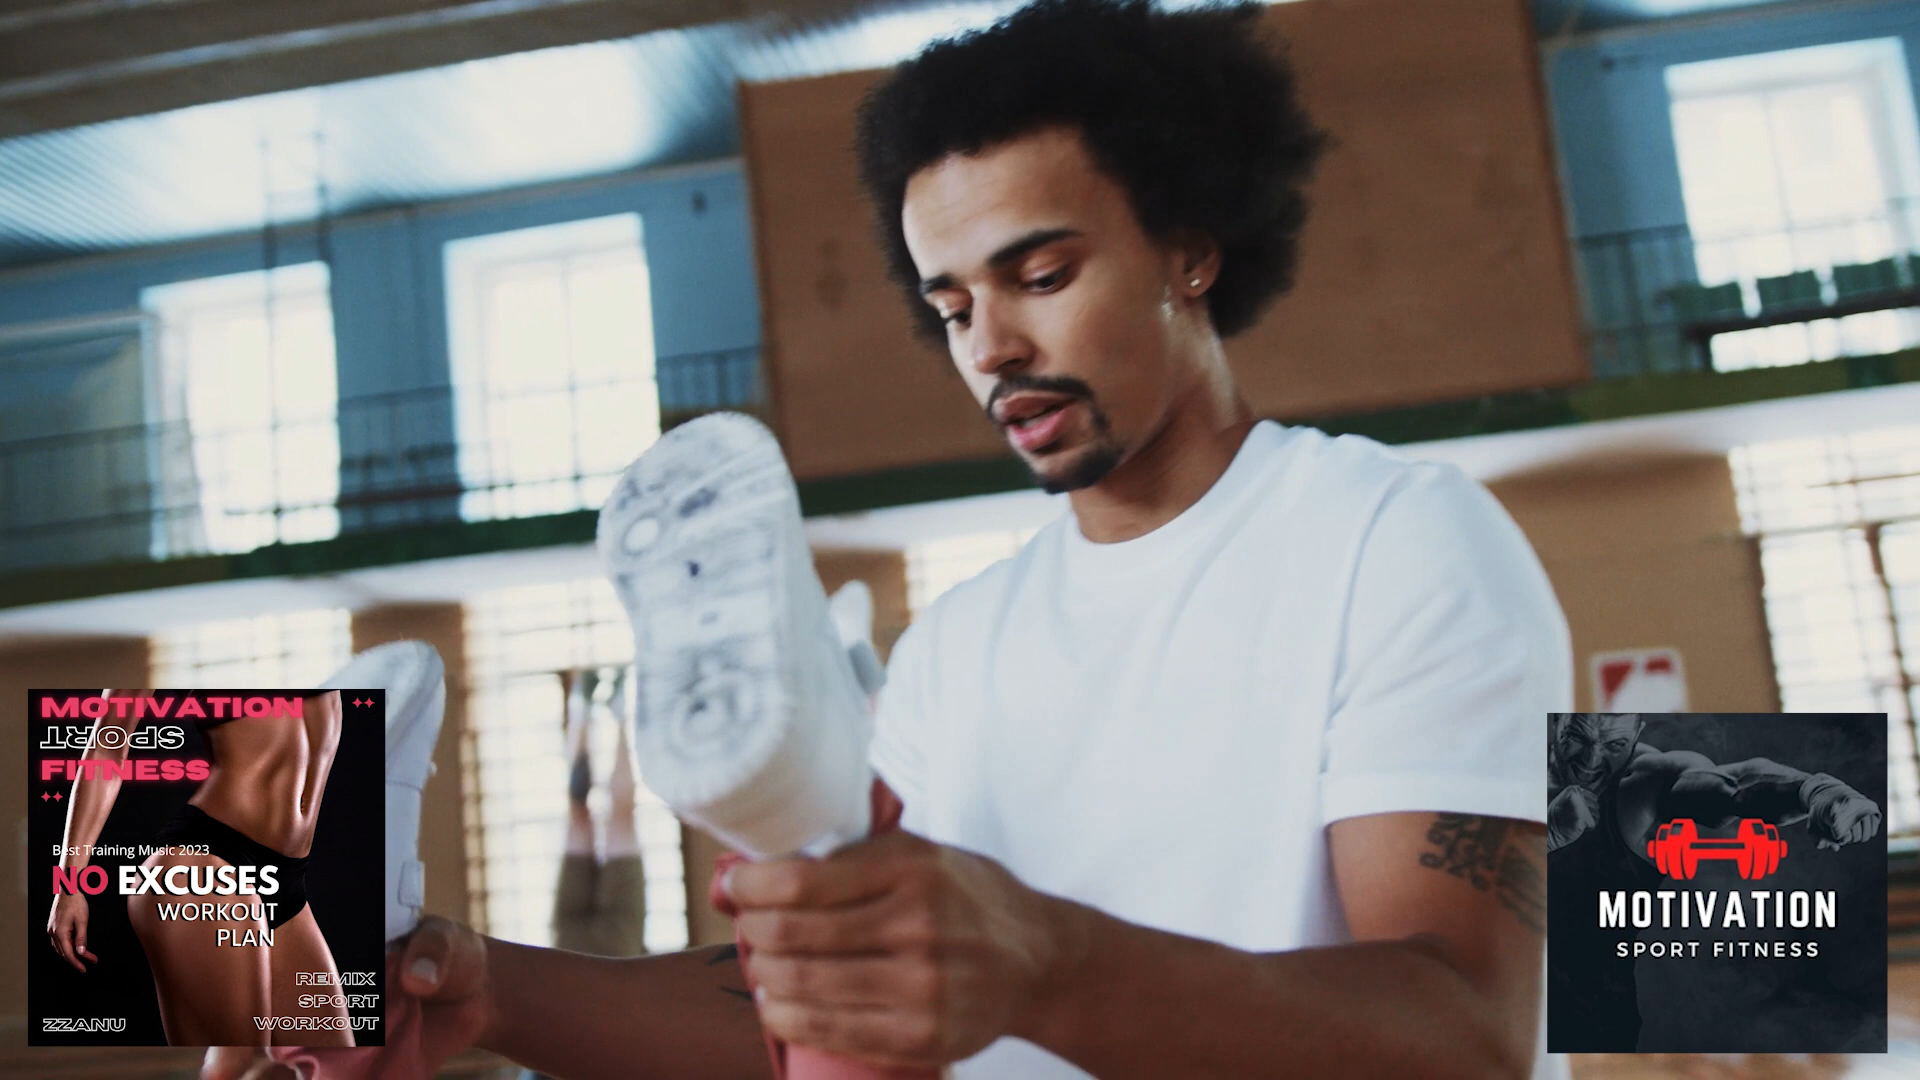 MOTIVATION
SPORT
FITNESS
Best Training Music 2023
NO EXCUSES
WORKOUT
PLAN
REMIX
SPORT
WORKOUT
ZZANU
MOTIVATION
SPORT FITNESS